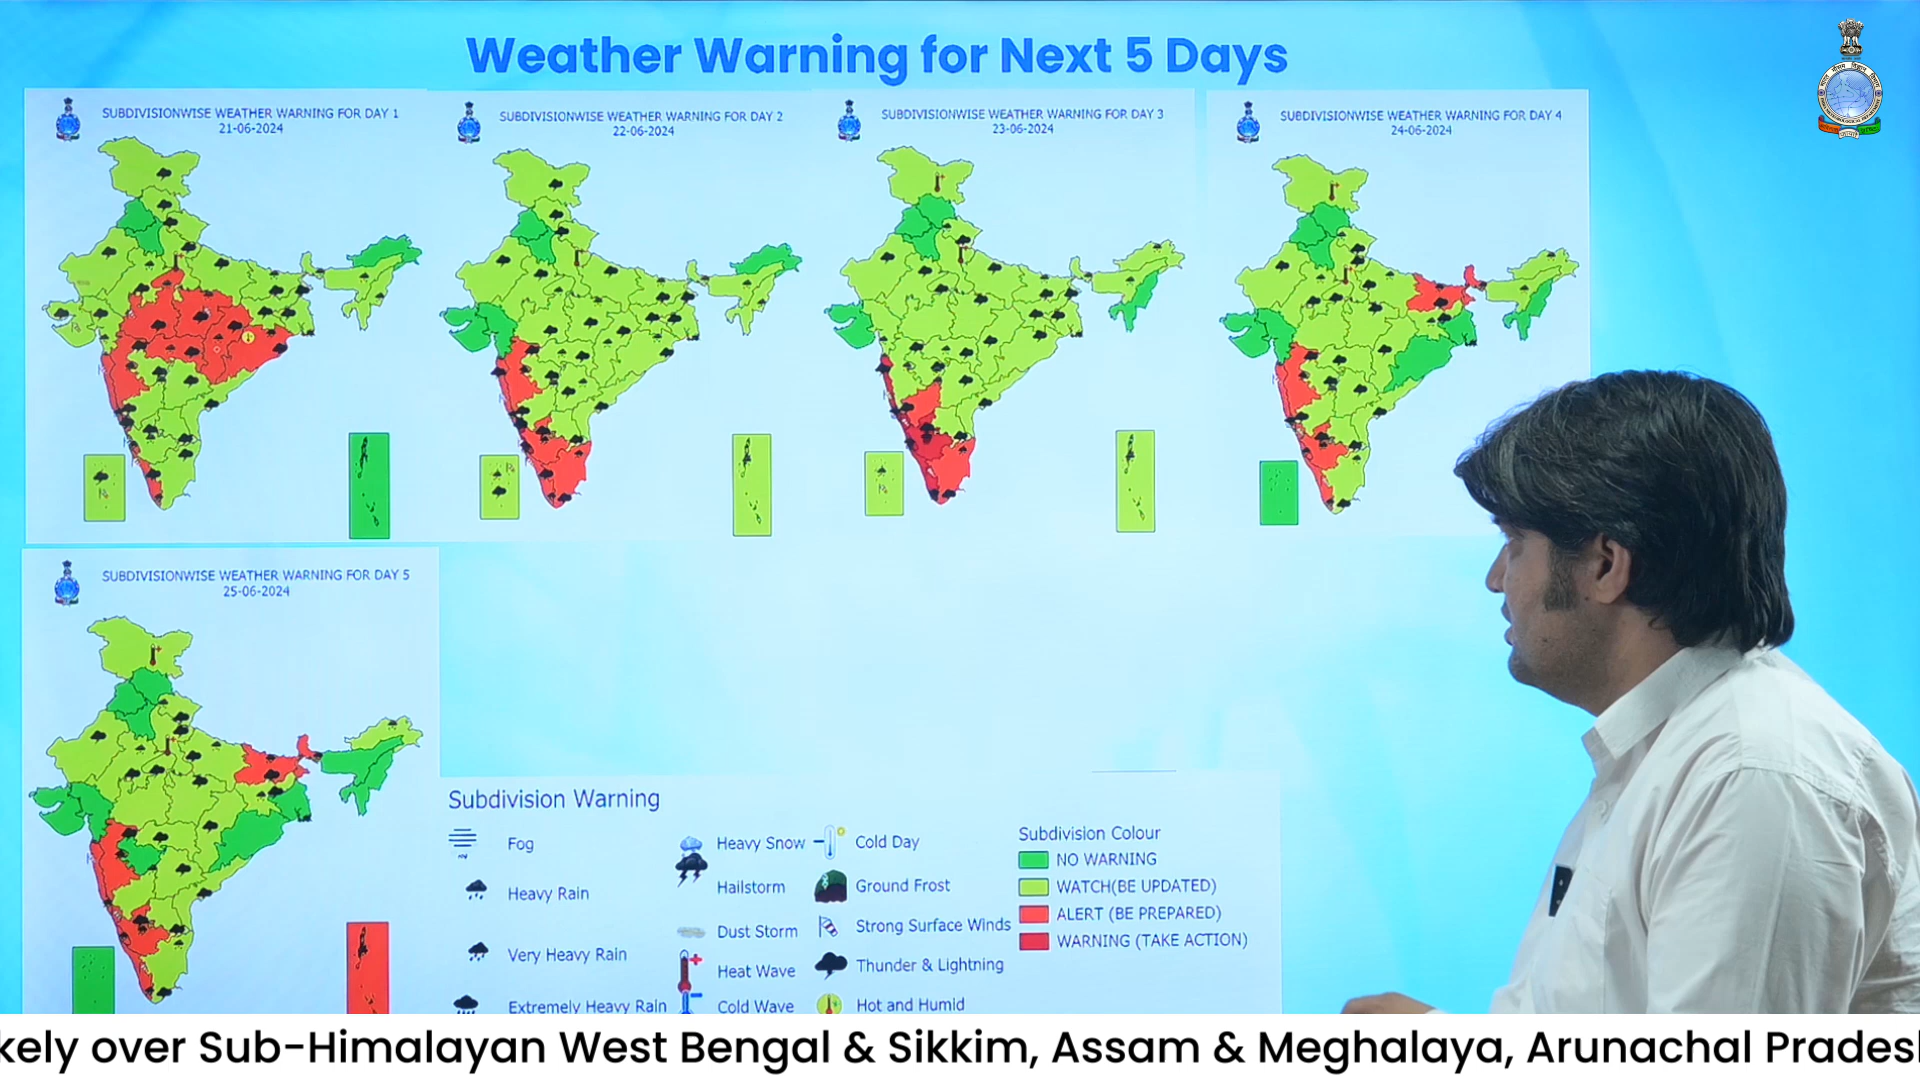 Weather Warning for Next 5 Days
SUBDIVISIONWISE WEATHER WARNING FOR DAY 1
21-06-2024
SUBDIVISIONWISE WEATHER WARNING FOR DAY 2
22-06-2024
SUBDIVISIONWISE WEATHER WARNING FOR DAY 3
23-06-2024
SUBDIVISIONWISE WEATHER WARNING FOR DAY 4
24-06-2024
SUBDIVISIONWISE WEATHER WARNING FOR DAY 5
25-06-2024
Subdivision Warning
Fog
Heavy Rain
Very Heavy Rain
Extremely Heavy Rain
Heavy Snow
Hailstorm
Dust Storm
Heat Wave
Cold Wave
Cold Day
Ground Frost
Strong Surface Winds
Thunder & Lightning
Hot and Humid
Subdivision Colour
NO WARNING
WATCH(BE UPDATED)
ALERT (BE PREPARED)
WARNING (TAKE ACTION)
kely over Sub-Himalayan West Bengal & Sikkim, Assam & Meghalaya, Arunachal Prades